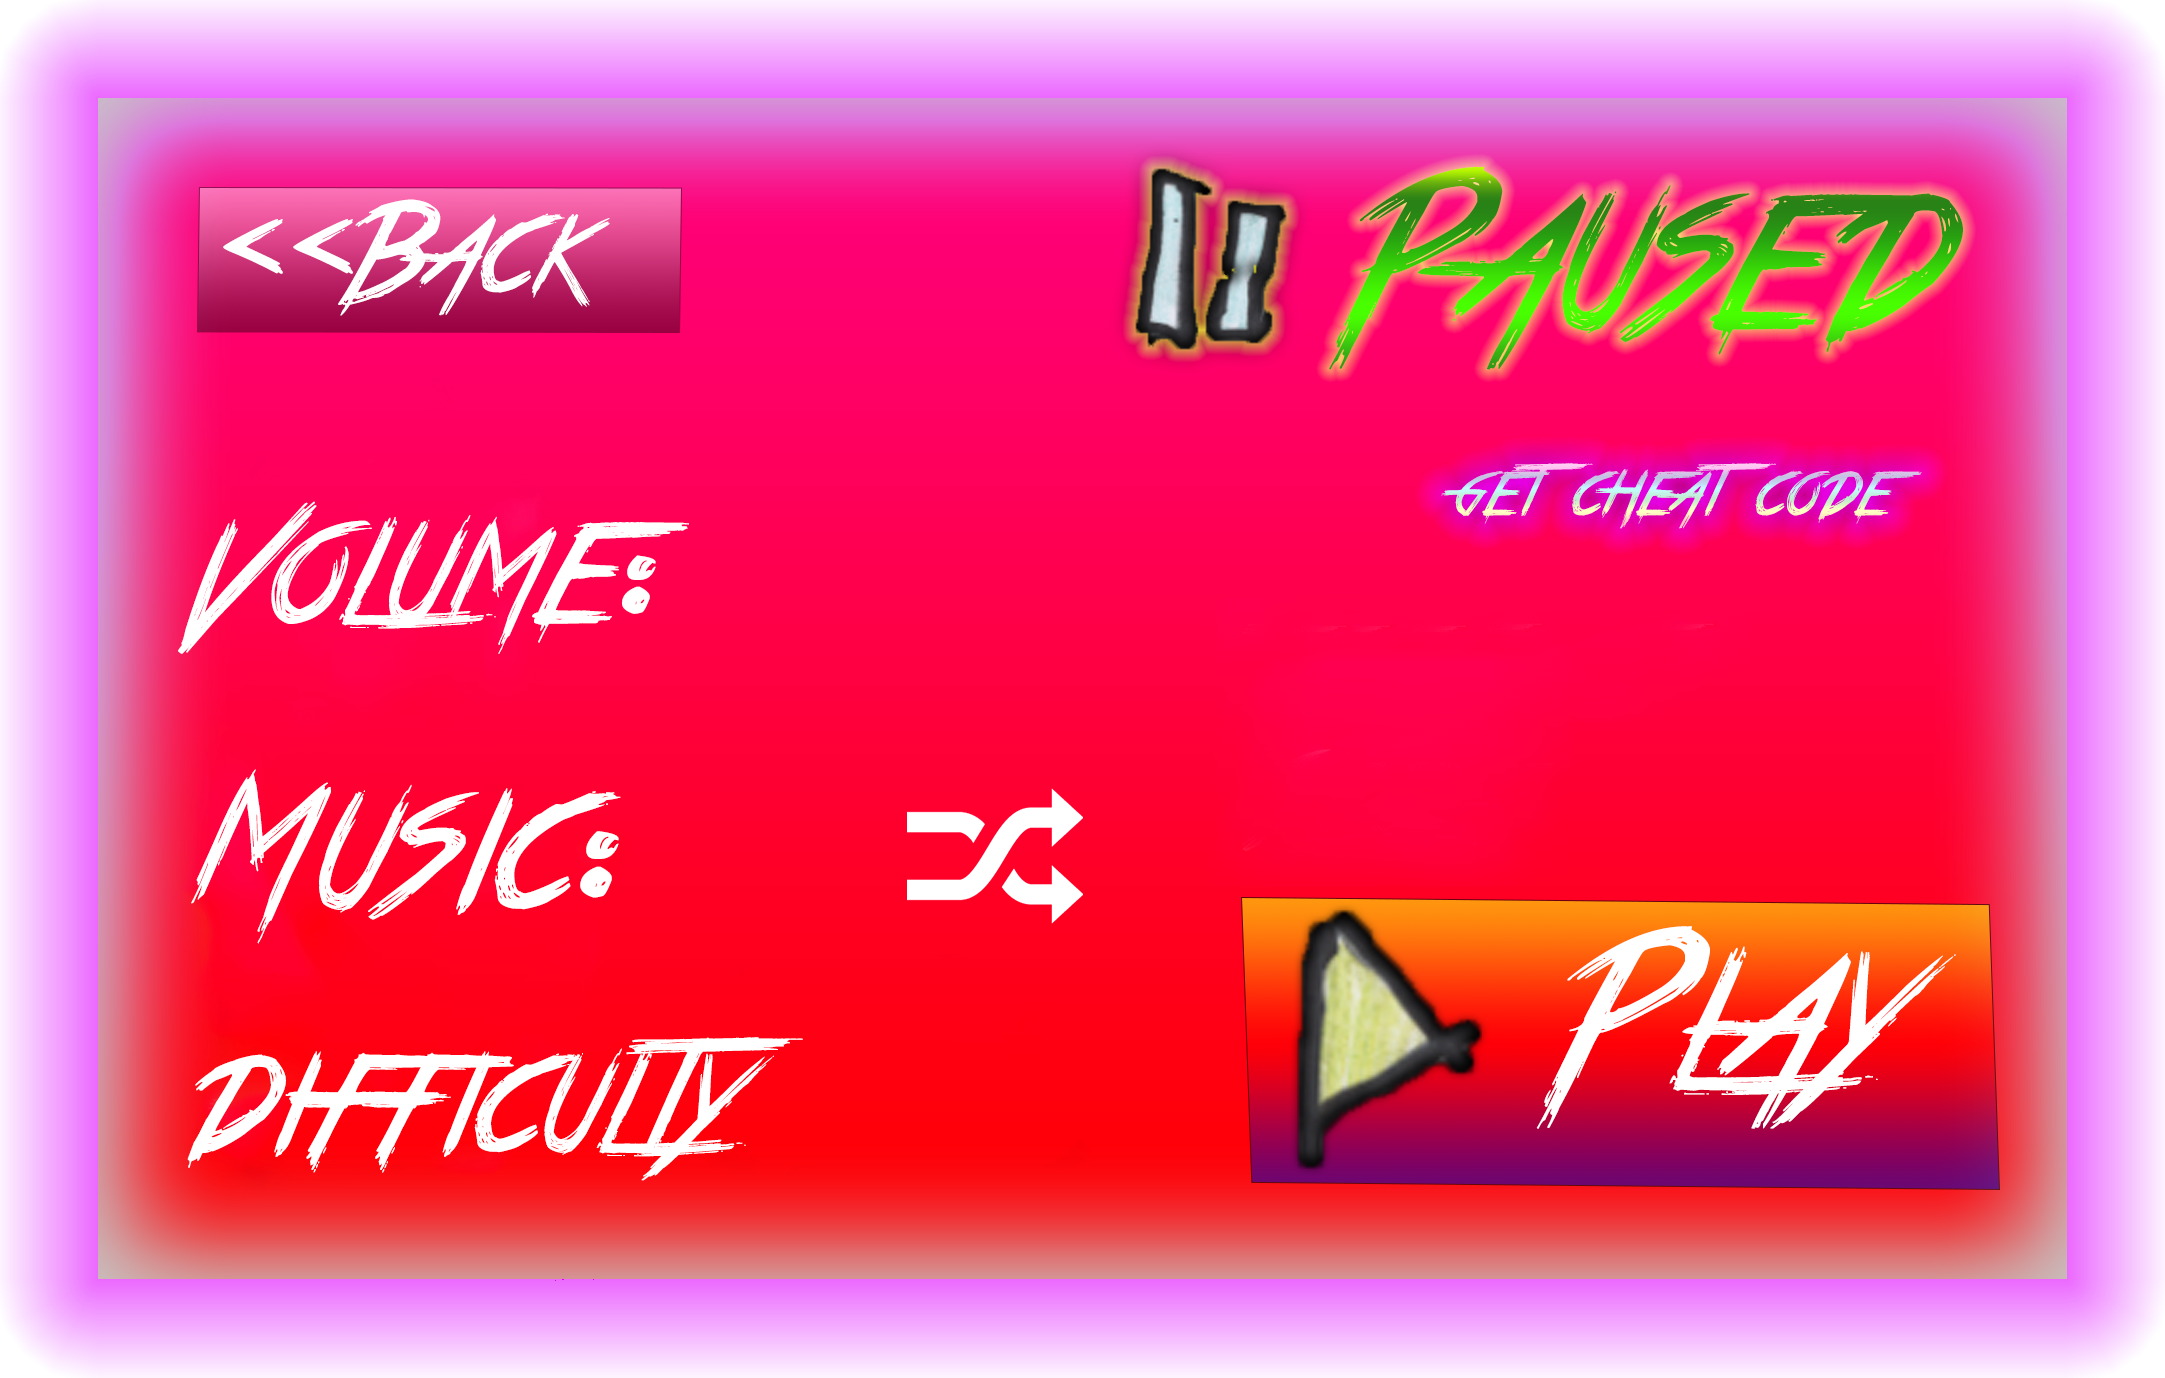 <<Back
Paused
GET CHEAT CODE
Volume:
Music:
DIFFICULTY
Play